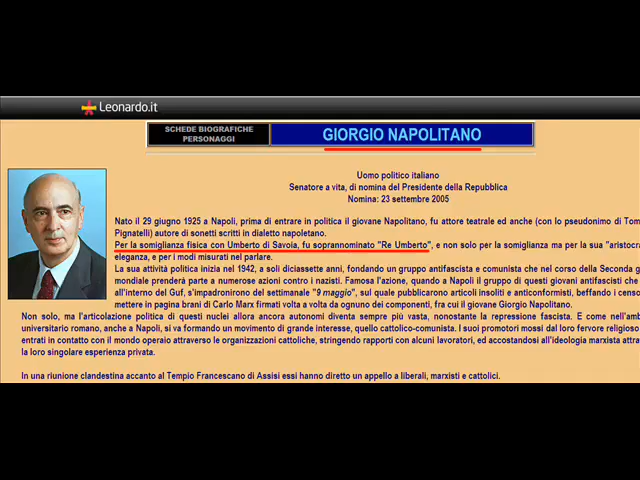 Leonardo.it
SCHEDE BIOGRAFICHE
PERSONAGGI
GIORGIO NAPOLITANO
Uomo politico italiano
Senatore a vita, di nomina del Presidente della Repubblica
Nomina: 23 settembre 2005
Nato il 29 giugno 1925 a Napoli, prima di entrare in politica il giovane Napolitano, fu attore teatrale ed anche (con lo pseudonimo di Tom
Pignatelli) autore di sonetti scritti in dialetto napoletano.
Per la somiglianza fisica con Umberto di Savoia, fu soprannominato "Re Umberto", e non solo per la somiglianza ma per la sua "aristocra
eleganza, e per i modi misurati nel parlare.
La sua attività politica inizia nel 1942, a soli diciassette anni, fondando un gruppo antifascista e comunista che nel corso della Seconda g
mondiale prenderà parte a numerose azioni contro i nazisti. Famosa l'azione, quando a Napoli il gruppo di questi giovani antifascisti che
all'interno del Guf, s'impadronirono del settimanale "9 maggio", sul quale pubblicarono articoli insoliti e anticonformisti, beffando i censo
mettere in pagina brani di Carlo Marx firmati volta a volta da ognuno dei componenti, fra cui il giovane Giorgio Napolitano.
Non solo, ma l'articolazione politica di questi nuclei allora ancora autonomi diventa sempre più vasta, nonostante la repressione fascista. E come nell'amb
universitario romano, anche a Napoli, si va formando un movimento di grande interesse, quello cattolico-comunista. I suoi promotori mossi dal loro fervore religioso
entrati in contatto con il mondo operaio attraverso le organizzazioni cattoliche, stringendo rapporti con alcuni lavoratori, ed accostandosi all'ideologia marxista attra
la loro singolare esperienza privata.
In una riunione clandestina accanto al Tempio Francescano di Assisi essi hanno diretto un appello a liberali, marxisti e cattolici.